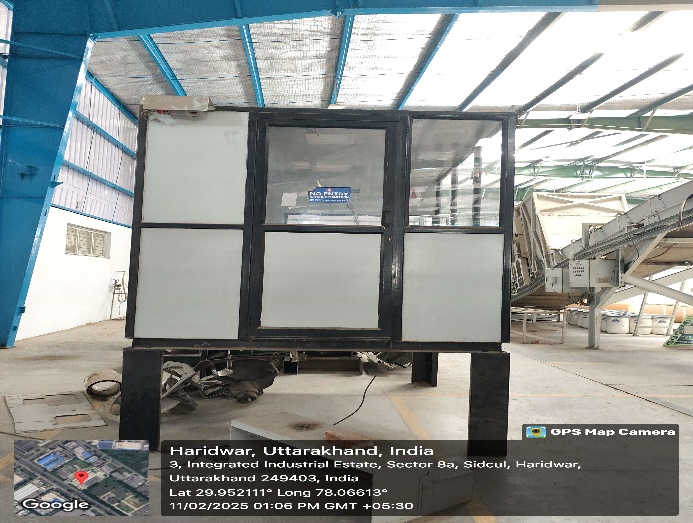 NO ENTRY
GPS Map Camera
Haridwar, Uttarakhand, India
3, Integrated Industrial Estate, Sector 8a, Sidcul, Haridwar,
Uttarakhand 249403, India
Lat 29.952111° Long 78.06613°
11/02/2025 01:06 PM GMT +05:30
Google